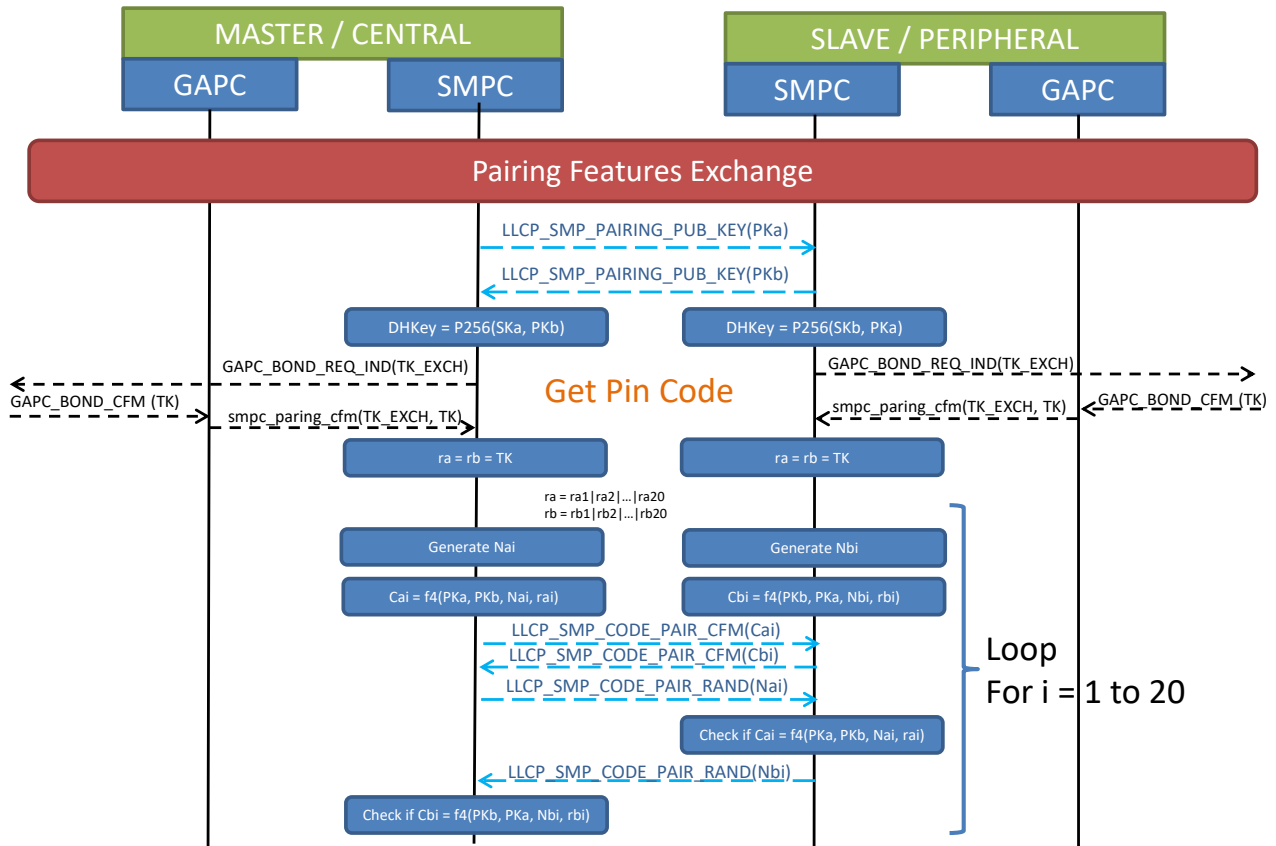 MASTER / CENTRAL
SLAVE / PERIPHERAL
GAPC
SMPC
SMPC
GAPC
Pairing Features Exchange
LLCP_SMP_PAIRING_PUB_KEY(PKa)
LLCP_SMP_PAIRING_PUB_KEY(PKb)
DHKey = P256(SKa, PKb)
DHKey = P256(SKb, PKa)
GAPC_BOND_REQ_IND(TK_EXCH)
GAPC_BOND_REQ_IND(TK_EXCH)
Get Pin Code
GAPC_BOND_CFM (TK)
smpc_paring_cfm(TK_EXCH, TK)
smpc_paring_cfm(TK_EXCH, TK)
GAPC_BOND_CFM (TK)
ra = rb = TK
ra = rb = TK
ra = ra1|ra2|...|ra20
rb = rb1|rb2|...|rb20
Generate Nai
Generate Nbi
Cai = f4(PKa, PKb, Nai, rai)
Cbi = f4(PKb, PKa, Nbi, rbi)
LLCP_SMP_CODE_PAIR_CFM(Cai)
LLCP_SMP_CODE_PAIR_CFM(Cbi)
LLCP_SMP_CODE_PAIR_RAND(Nai)
Loop
For i = 1 to 20
Check if Cai = f4(PKa, PKb, Nai, rai)
LLCP_SMP_CODE_PAIR_RAND(Nbi)
Check if Cbi = f4(PKb, PKa, Nbi, rbi)